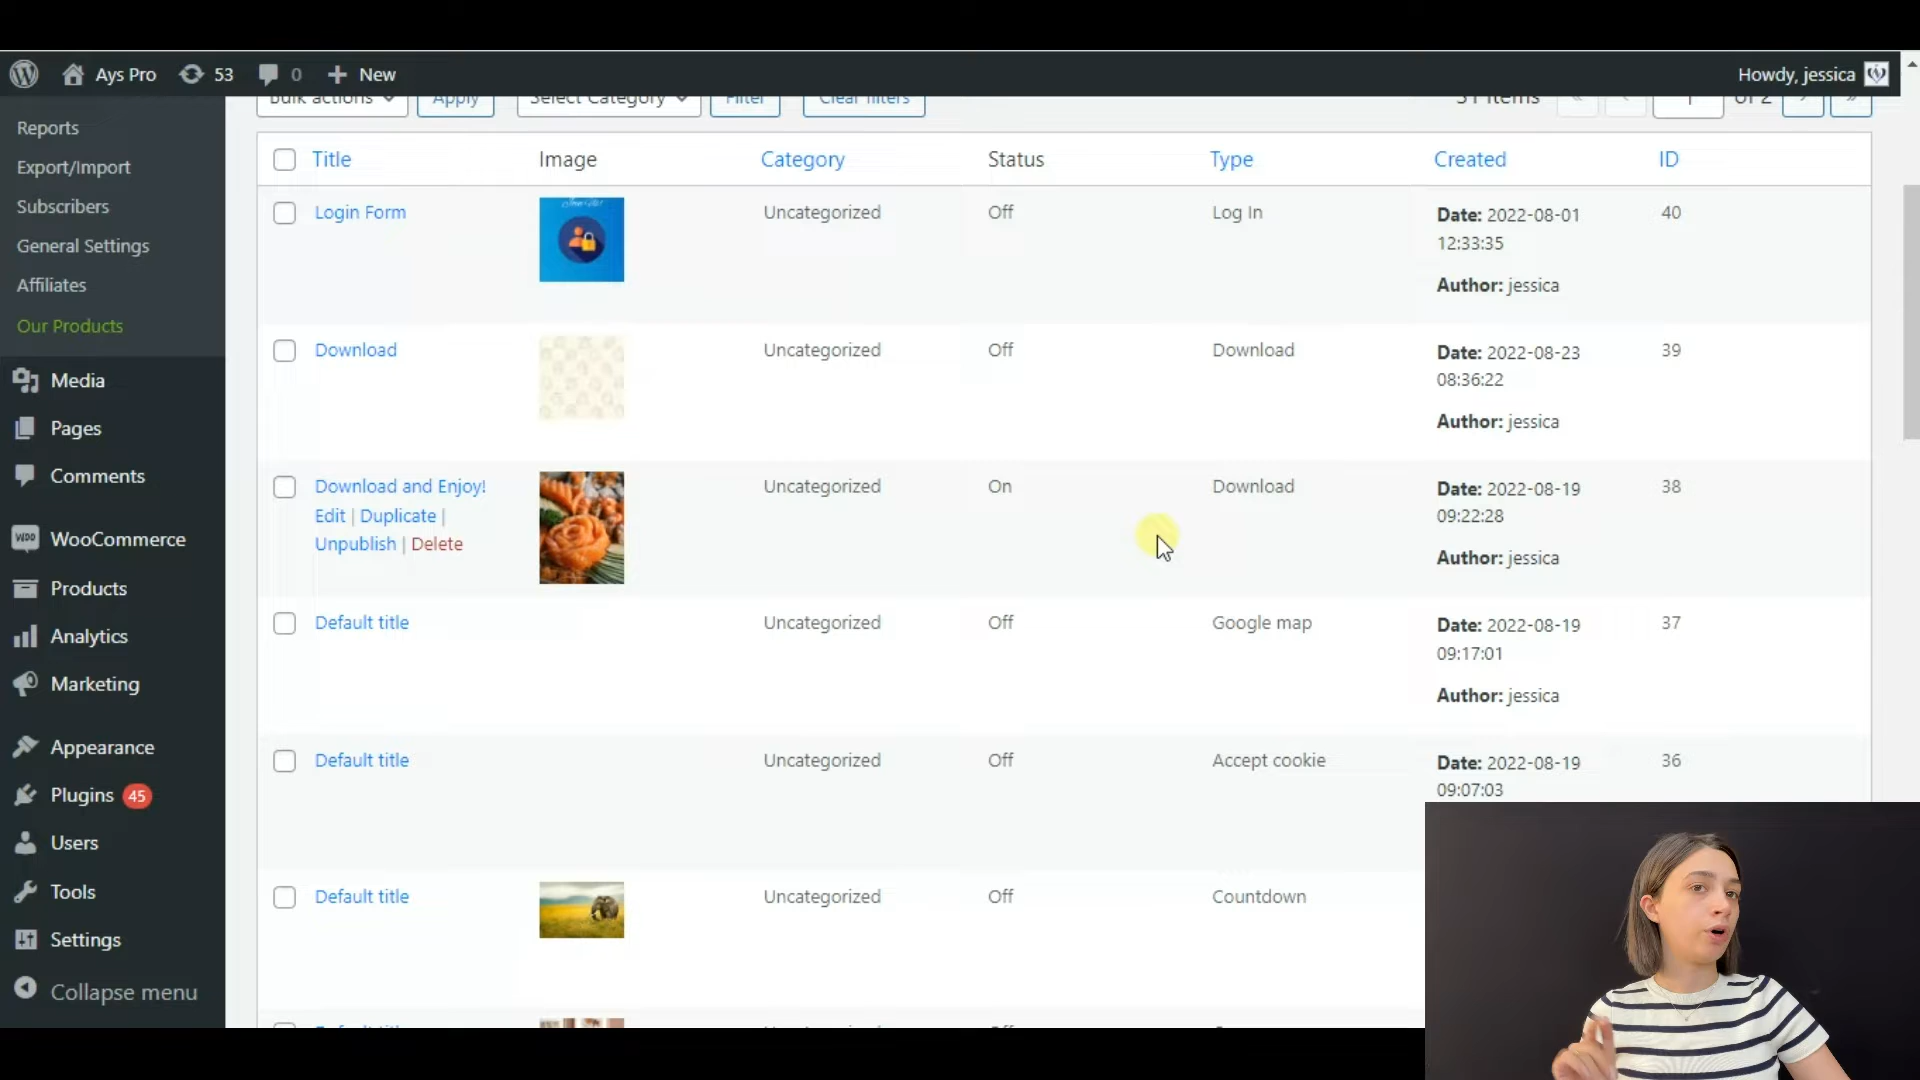 Ays Pro 53 0 New Howdy, jessica
Bulk actions Apply Select Category Filter Clear filters 51 items 1 of 2
Reports
Export/Import
Subscribers
General Settings
Affiliates
Our Products
Media
Pages
Comments
WooCommerce
Products
Analytics
Marketing
Appearance
Plugins 45
Users
Tools
Settings
Collapse menu
Title Image Category Status Type Created ID
Login Form Uncategorized Off Log In Date: 2022-08-01 40
12:33:35
Author: jessica
Download Uncategorized Off Download Date: 2022-08-23 39
08:36:22
Author: jessica
Download and Enjoy! Uncategorized On Download Date: 2022-08-19 38
Edit | Duplicate | 09:22:28
Unpublish | Delete
Author: jessica
Default title Uncategorized Off Google map Date: 2022-08-19 37
09:17:01
Author: jessica
Default title Uncategorized Off Accept cookie Date: 2022-08-19 36
09:07:03
Default title Uncategorized Off Countdown